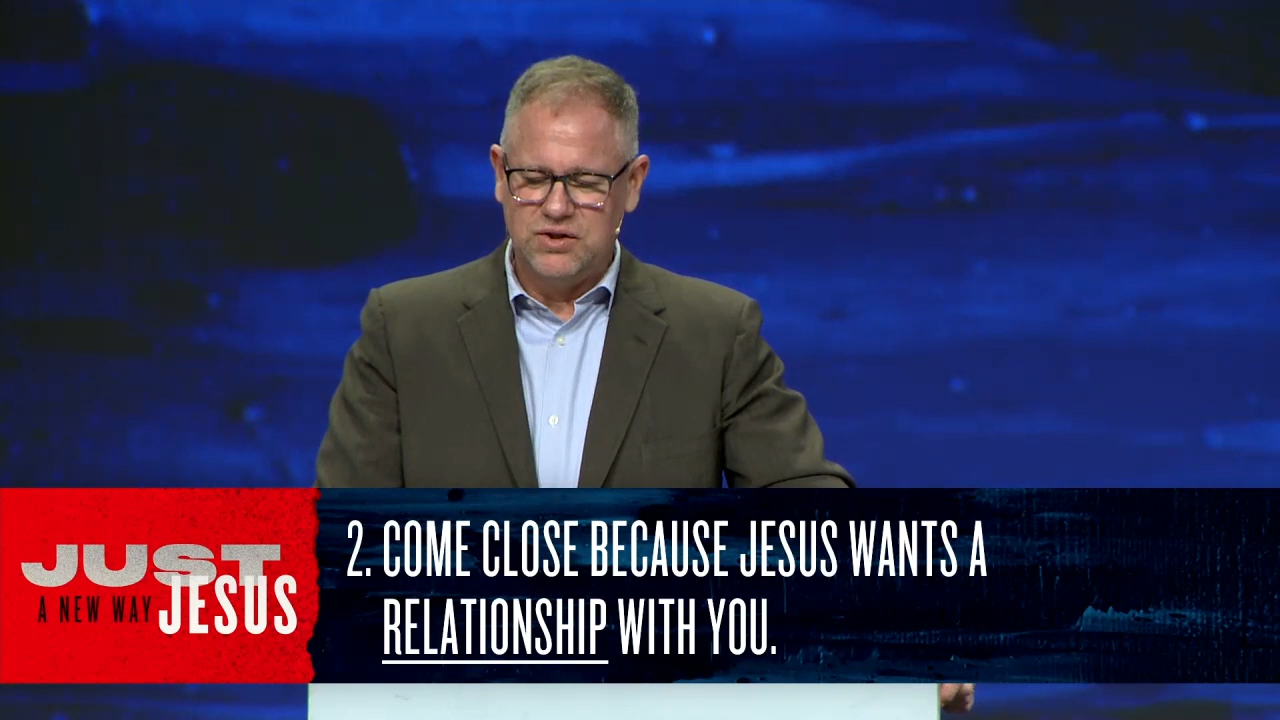 JUST
A NEW WAY JESUS
2. COME CLOSE BECAUSE JESUS WANTS A
RELATIONSHIP WITH YOU.